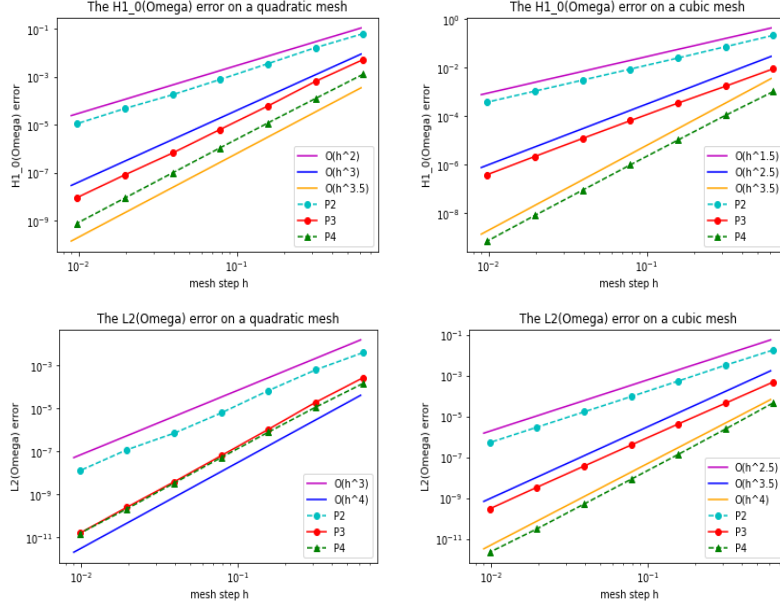 The H1_0(Omega) error on a quadratic mesh
10^-1
10^-3
10^-5
10^-7
10^-9
H1_0(Omega) error
O(h^2)
O(h^3)
O(h^3.5)
P2
P3
P4
10^-2
10^-1
mesh step h
The H1_0(Omega) error on a cubic mesh
10^0
10^-2
10^-4
10^-6
10^-8
H1_0(Omega) error
O(h^1.5)
O(h^2.5)
O(h^3.5)
P2
P3
P4
10^-2
10^-1
mesh step h
The L2(Omega) error on a quadratic mesh
10^-3
10^-5
10^-7
10^-9
10^-11
L2(Omega) error
O(h^3)
O(h^4)
P2
P3
P4
10^-2
10^-1
mesh step h
The L2(Omega) error on a cubic mesh
10^-1
10^-3
10^-5
10^-7
10^-9
10^-11
L2(Omega) error
O(h^2.5)
O(h^3.5)
O(h^4)
P2
P3
P4
10^-2
10^-1
mesh step h